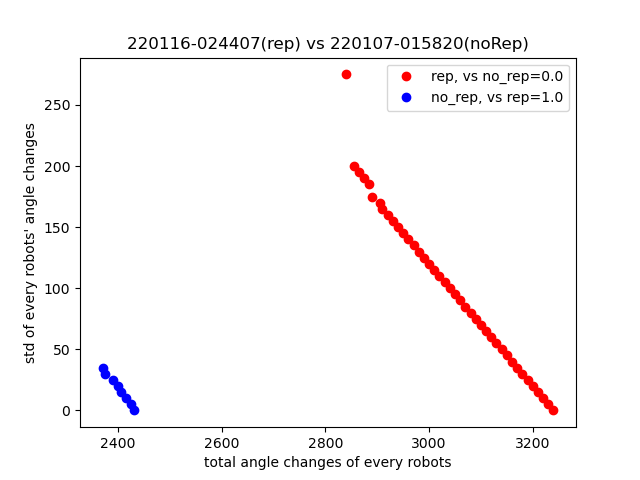 220116-024407(rep) vs 220107-015820(noRep)
rep, vs no_rep=0.0
no_rep, vs rep=1.0
std of every robots' angle changes
250
200
150
100
50
0
2400
2600
2800
3000
3200
total angle changes of every robots